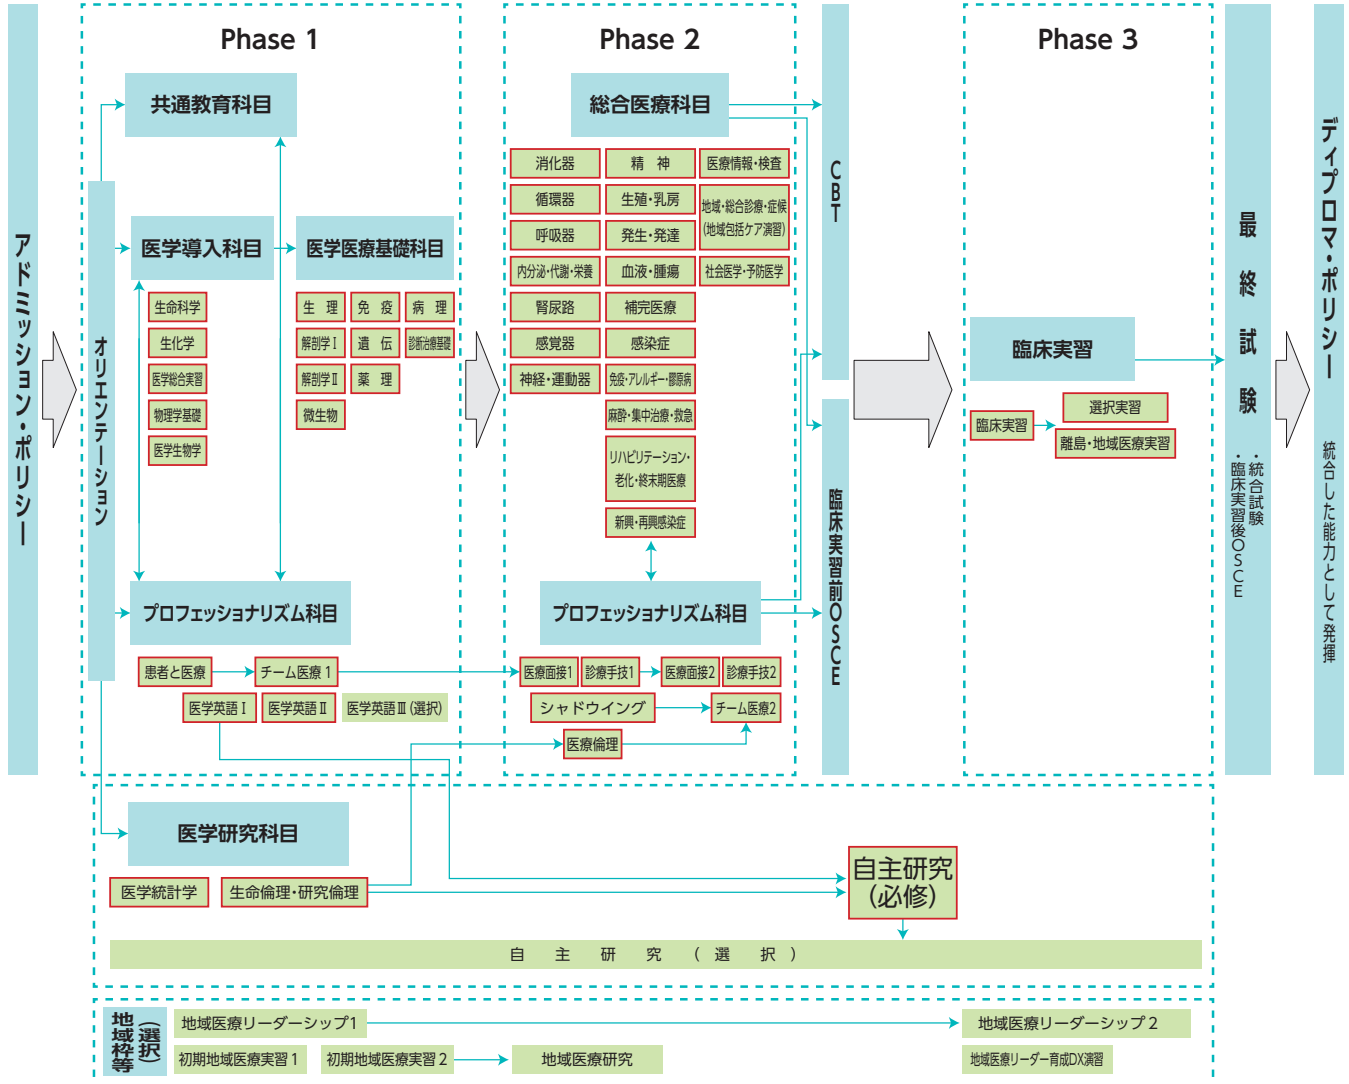 アドミッション・ポリシー
オリエンテーション
Phase 1
共通教育科目
医学導入科目
生命科学
生化学
医学総合実習
物理学基礎
医学生物学
医学医療基礎科目
生　理
免　疫
病　理
解剖学Ⅰ
遺　伝
診断治療基礎
解剖学Ⅱ
薬　理
微生物
プロフェッショナリズム科目
患者と医療
チーム医療 1
医学英語Ⅰ
医学英語Ⅱ
医学英語Ⅲ(選択)
Phase 2
総合医療科目
消化器
精　神
医療情報・検査
循環器
生殖・乳房
地域・総合診療・症候
(地域包括ケア演習)
呼吸器
発生・発達
内分泌・代謝・栄養
血液・腫瘍
社会医学・予防医学
腎尿路
補完医療
感覚器
感染症
神経・運動器
免疫・アレルギー・膠原病
麻酔・集中治療・救急
リハビリテーション・
老化・終末期医療
新興・再興感染症
プロフェッショナリズム科目
医療面接1
診療手技1
医療面接2
診療手技2
シャドウイング
チーム医療2
医療倫理
CBT
臨床実習前OSCE
Phase 3
臨床実習
臨床実習
選択実習
離島・地域医療実習
最終試験
・統合試験
・臨床実習後OSCE
ディプロマ・ポリシー
統合した能力として発揮
医学研究科目
医学統計学
生命倫理・研究倫理
自主研究
(必修)
自　主　研　究　(　選　択　)
地域枠等
(選択)
地域医療リーダーシップ1
地域医療リーダーシップ2
初期地域医療実習1
初期地域医療実習2
地域医療研究
地域医療リーダー育成DX演習